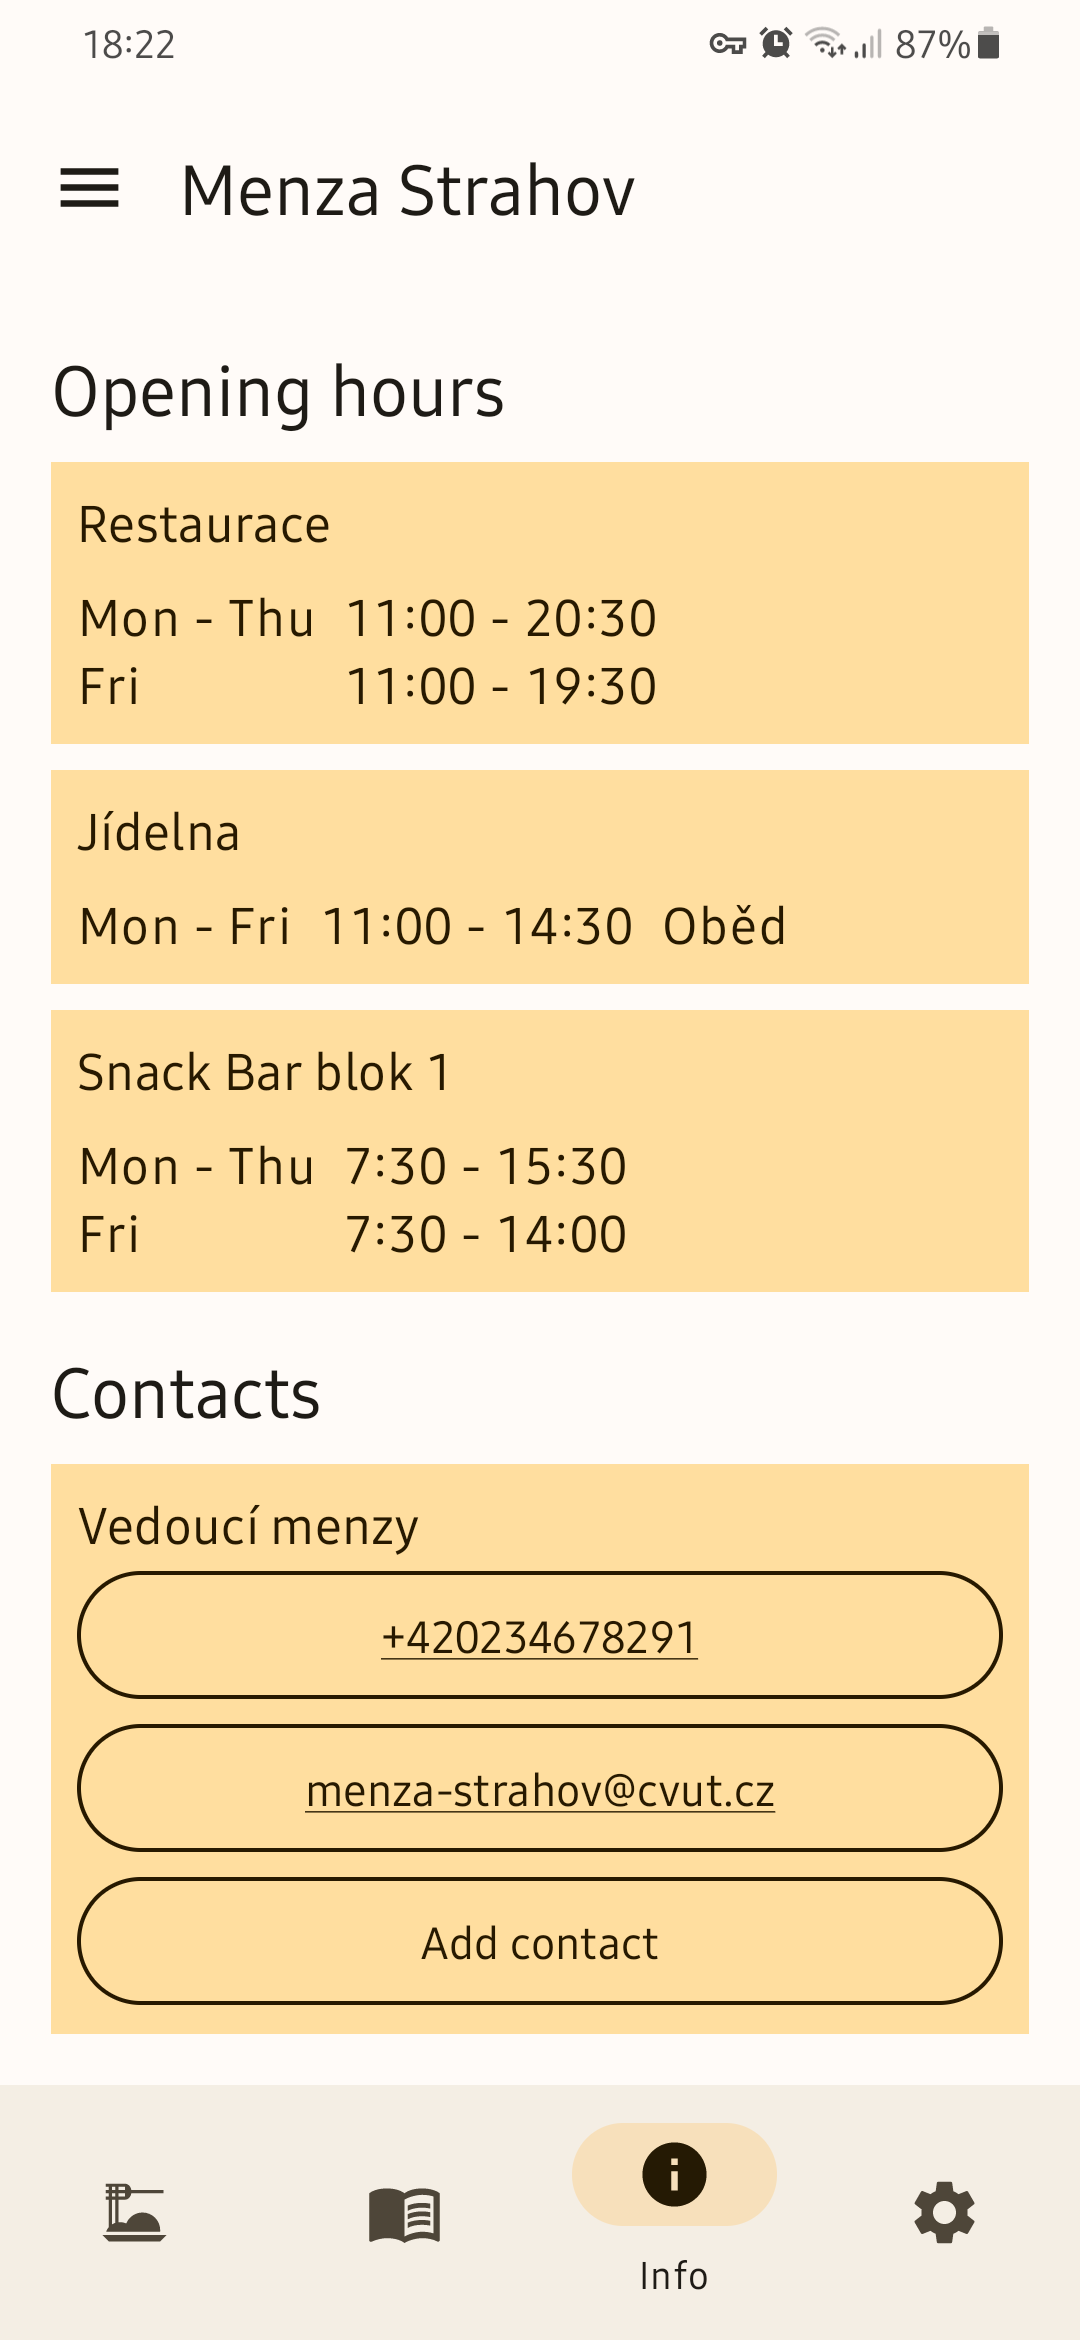 18:22 87%
Menza Strahov
Opening hours
Restaurace
Mon - Thu 11:00 - 20:30
Fri 11:00 - 19:30
Jídelna
Mon - Fri 11:00 - 14:30 Oběd
Snack Bar blok 1
Mon - Thu 7:30 - 15:30
Fri 7:30 - 14:00
Contacts
Vedoucí menzy
+420234678291
menza-strahov@cvut.cz
Add contact
Info